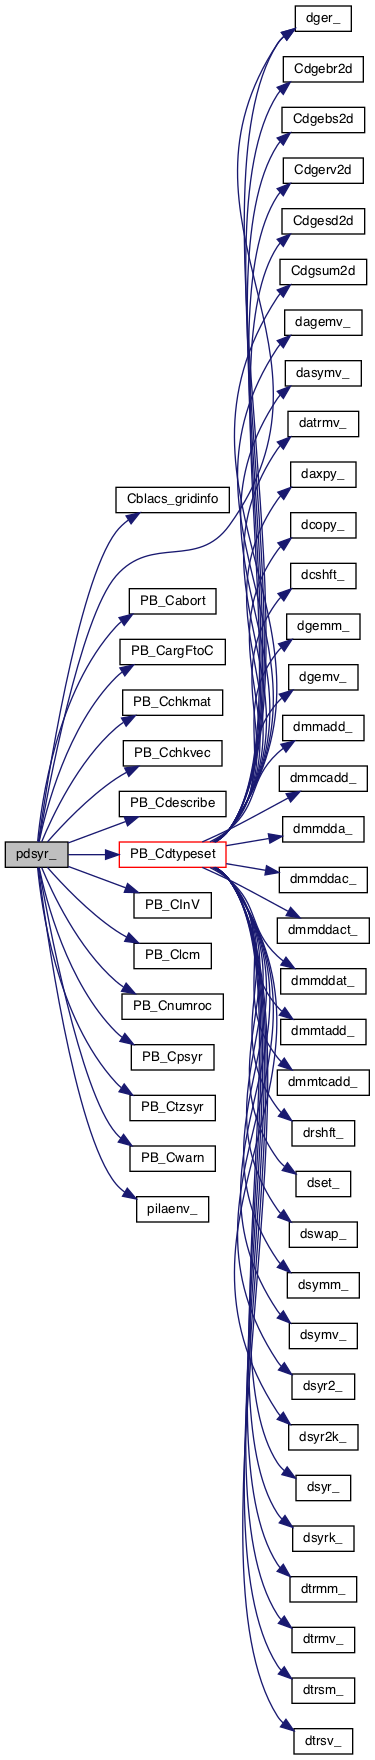 dger_
Cdgebr2d
Cdgebs2d
Cdgerv2d
Cdgesd2d
Cdgsum2d
dagemv_
dasymv_
datrmv_
daxpy_
Cblacs_gridinfo
dcopy_
dcshft_
PB_Cabort
dgemm_
PB_CargFtoC
dgemv_
PB_Cchkmat
dmmadd_
PB_Cchkvec
dmmcadd_
PB_Cdescribe
dmmdda_
pdsyr_
PB_Cdtypeset
dmmddac_
PB_CInV
dmmddact_
PB_Clcm
dmmddat_
PB_Cnumroc
dmmtadd_
PB_Cpsyr
dmmtcadd_
PB_Ctzsyr
drshft_
PB_Cwarn
dset_
pilaenv_
dswap_
dsymm_
dsymv_
dsyr2_
dsyr2k_
dsyr_
dsyrk_
dtrmm_
dtrmv_
dtrsm_
dtrsv_